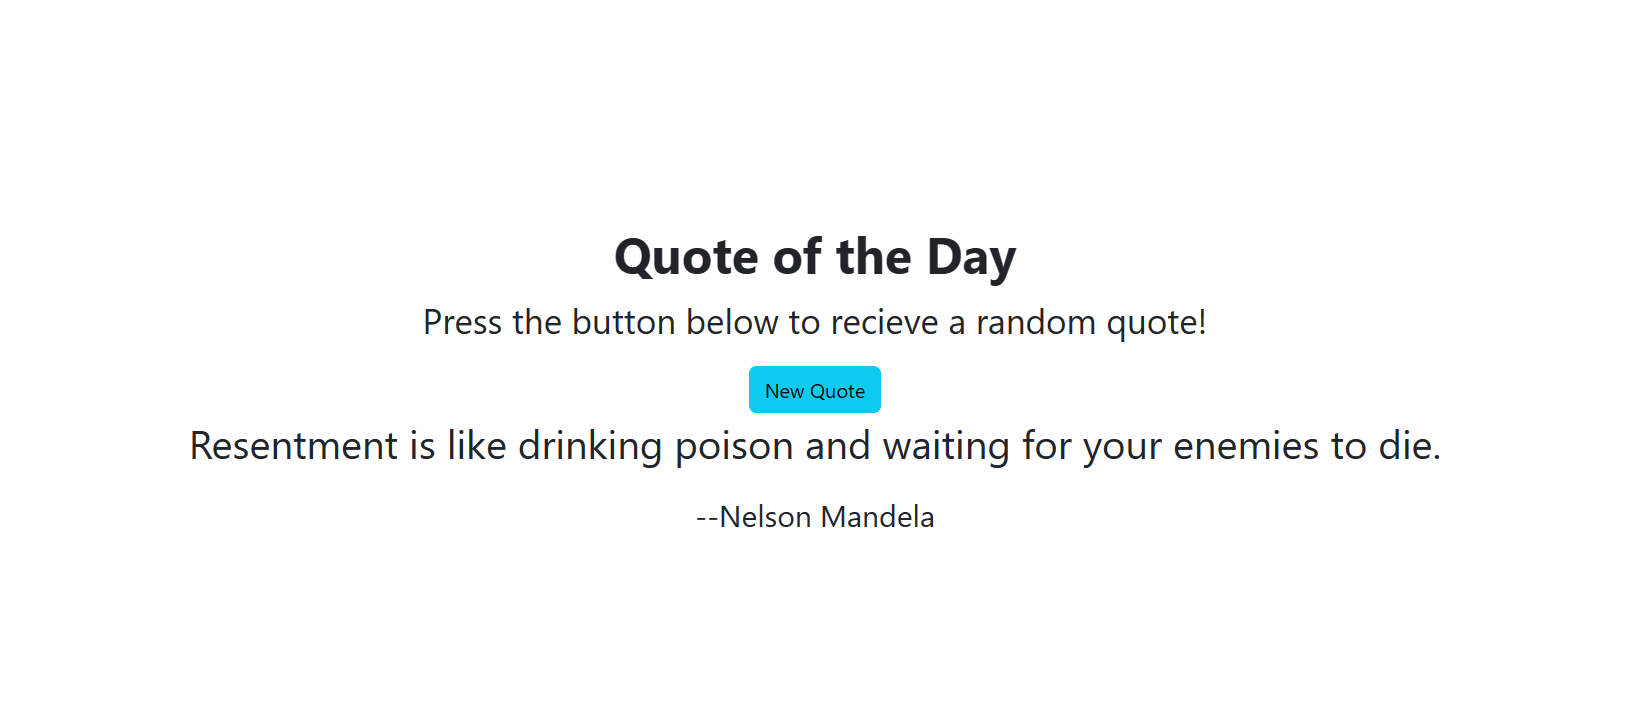 Quote of the Day
Press the button below to recieve a random quote!
New Quote
Resentment is like drinking poison and waiting for your enemies to die.
--Nelson Mandela